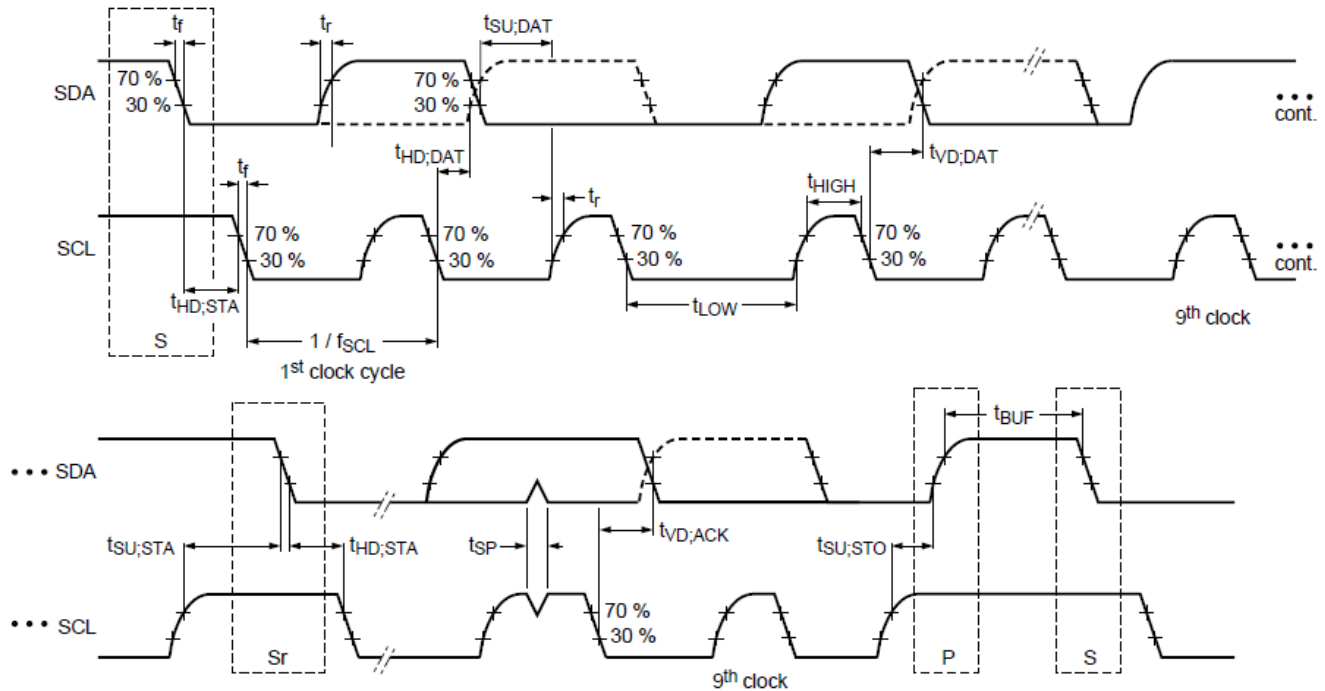 tf
tr
tSU;DAT
SDA
70 %
30 %
70 %
30 %
••• cont.
tHD;DAT
tVD;DAT
tf
tr
tHIGH
SCL
70 %
30 %
70 %
30 %
70 %
30 %
70 %
30 %
••• cont.
tHD;STA
tLOW
9th clock
S
1 / fSCL
1st clock cycle
tBUF
••• SDA
tSU;STA
tHD;STA
tSP
tVD;ACK
tSU;STO
••• SCL
70 %
30 %
Sr
9th clock
P
S